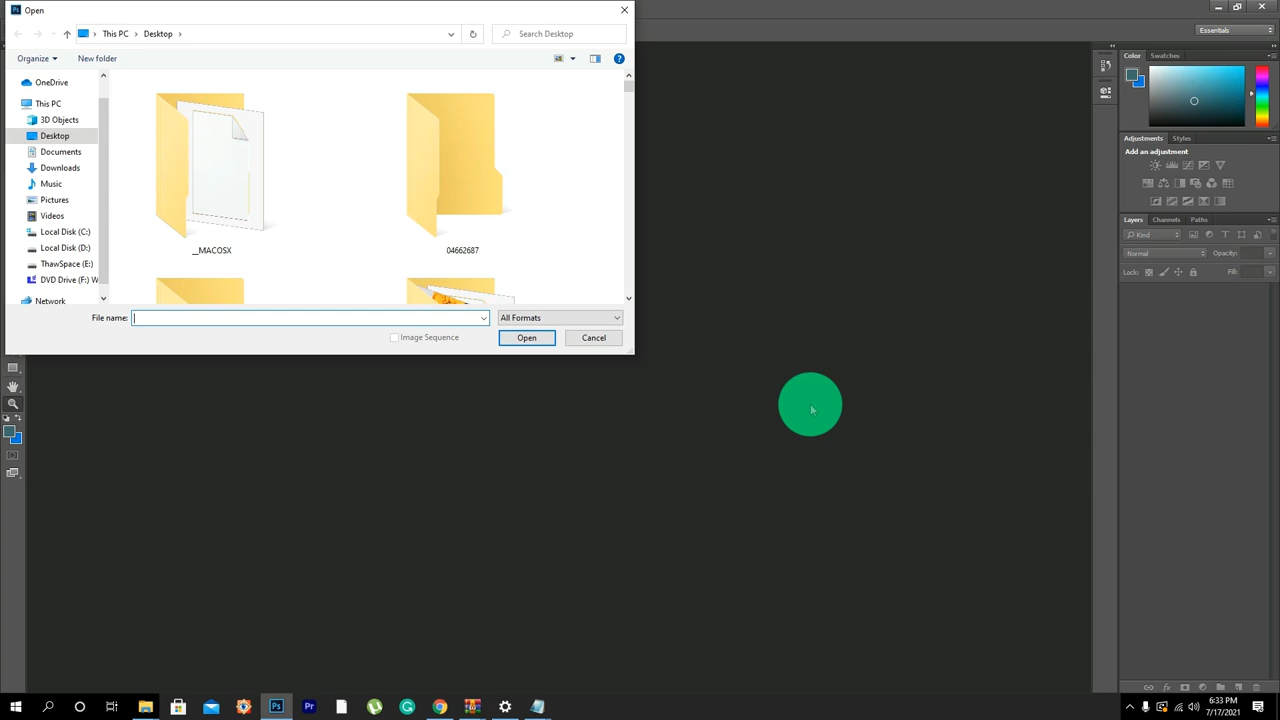 Ps Open
This PC Desktop Search Desktop
Organize New folder
OneDrive
This PC
3D Objects
Desktop
Documents
Downloads
Music
Pictures
Videos
Local Disk (C:)
Local Disk (D:)
ThawSpace (E:)
DVD Drive (F:) W
Network
__MACOSX
04662687
File name:
All Formats
Image Sequence
Open
Cancel
Essentials
Color Swatches
Adjustments Styles
Add an adjustment
Layers Channels Paths
Kind
Normal Opacity:
Lock: Fill:
Ps Pr
6:33 PM
7/17/2021